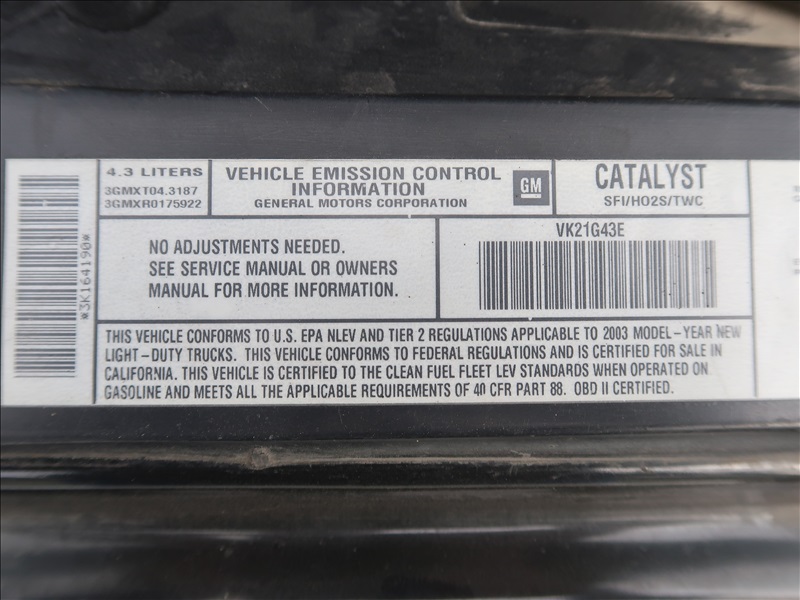 *3K164190*
4.3 LITERS
3GMXT04.3187
3GMXR0175922
VEHICLE EMISSION CONTROL
INFORMATION
GENERAL MOTORS CORPORATION
GM
CATALYST
SFI/HO2S/TWC
NO ADJUSTMENTS NEEDED.
SEE SERVICE MANUAL OR OWNERS
MANUAL FOR MORE INFORMATION.
VK21G43E
THIS VEHICLE CONFORMS TO U.S. EPA NLEV AND TIER 2 REGULATIONS APPLICABLE TO 2003 MODEL-YEAR NEW
LIGHT-DUTY TRUCKS. THIS VEHICLE CONFORMS TO FEDERAL REGULATIONS AND IS CERTIFIED FOR SALE IN
CALIFORNIA. THIS VEHICLE IS CERTIFIED TO THE CLEAN FUEL FLEET LEV STANDARDS WHEN OPERATED ON
GASOLINE AND MEETS ALL THE APPLICABLE REQUIREMENTS OF 40 CFR PART 88. OBD II CERTIFIED.